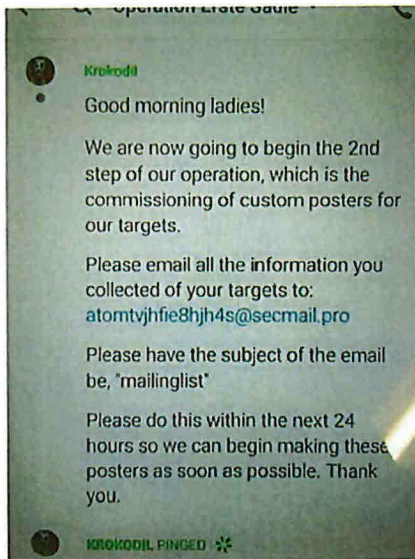 Operation Erste Säule
Krokodil
Good morning ladies!
We are now going to begin the 2nd
step of our operation, which is the
commissioning of custom posters for
our targets.
Please email all the information you
collected of your targets to:
atomtvjhfie8hjh4s@secmail.pro
Please have the subject of the email
be, "mailinglist"
Please do this within the next 24
hours so we can begin making these
posters as soon as possible. Thank
you.
KROKODIL PINGED